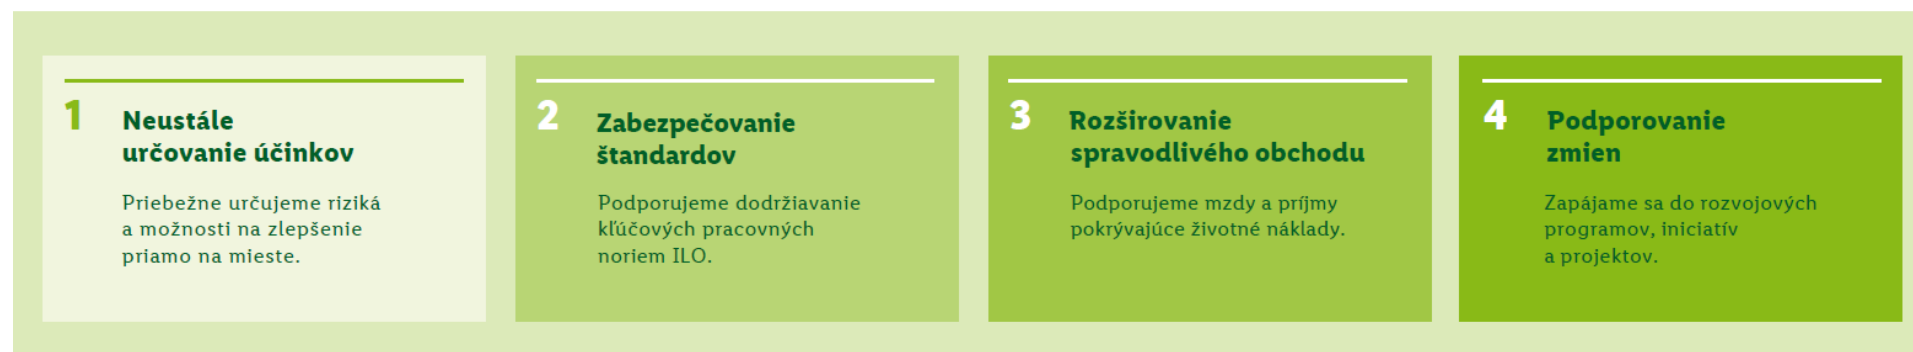 1
Neustále
určovanie účinkov
Priebežne určujeme riziká
a možnosti na zlepšenie
priamo na mieste.
2
Zabezpečovanie
štandardov
Podporujeme dodržiavanie
kľúčových pracovných
noriem ILO.
3
Rozširovanie
spravodlivého obchodu
Podporujeme mzdy a príjmy
pokrývajúce životné náklady.
4
Podporovanie
zmien
Zapájame sa do rozvojových
programov, iniciatív
a projektov.